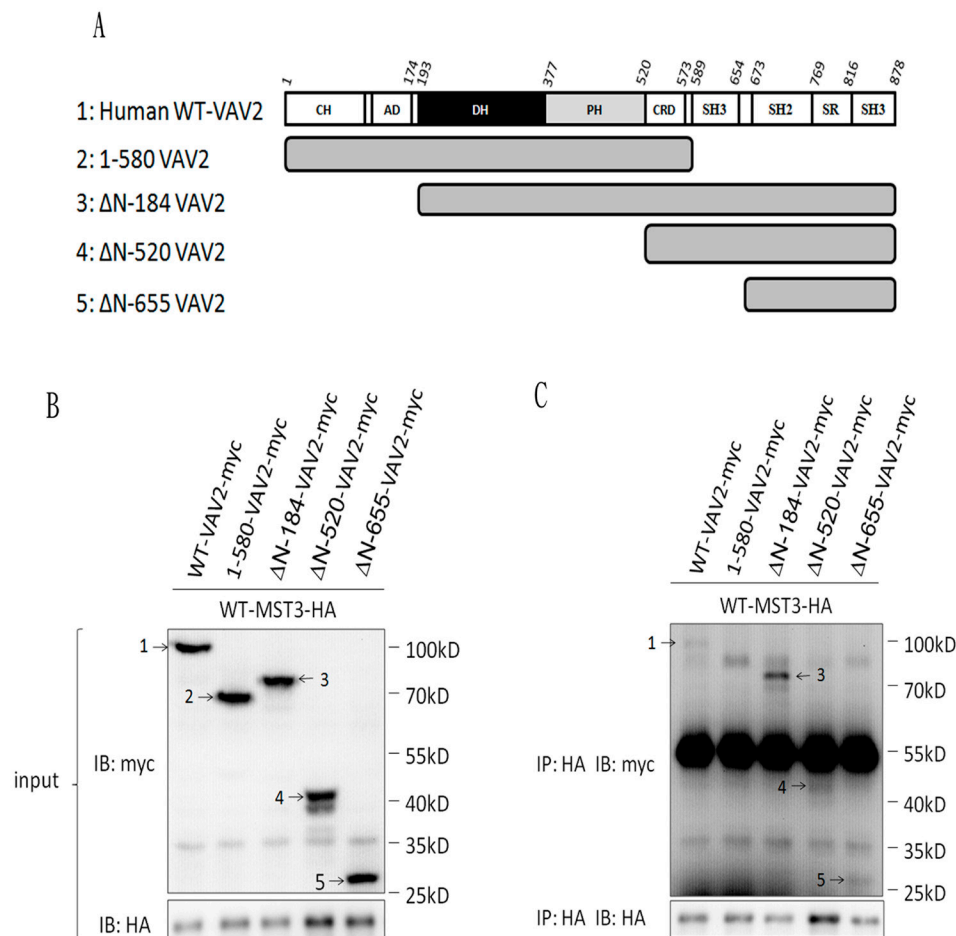 A
1 174 193 377 520 573 589 654 673 769 816 878
1: Human WT-VAV2 CH AD DH PH CRD SH3 SH2 SR SH3
2: 1-580 VAV2
3: ΔN-184 VAV2
4: ΔN-520 VAV2
5: ΔN-655 VAV2
B
WT-VAV2-myc
1-580-VAV2-myc
ΔN-184-VAV2-myc
ΔN-520-VAV2-myc
ΔN-655-VAV2-myc
WT-MST3-HA
1
2
3
4
5
100kD
70kD
55kD
40kD
35kD
25kD
input
IB: myc
IB: HA
C
WT-VAV2-myc
1-580-VAV2-myc
ΔN-184-VAV2-myc
ΔN-520-VAV2-myc
ΔN-655-VAV2-myc
WT-MST3-HA
1
3
4
5
100kD
70kD
55kD
40kD
35kD
25kD
IP: HA IB: myc
IP: HA IB: HA